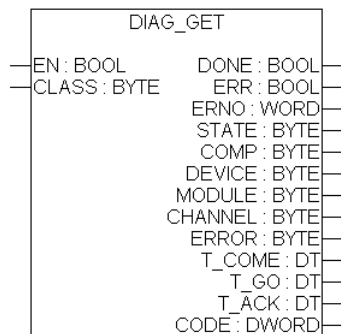 DIAG_GET
EN : BOOL DONE : BOOL
CLASS : BYTE ERR : BOOL
ERNO : WORD
STATE : BYTE
COMP : BYTE
DEVICE : BYTE
MODULE : BYTE
CHANNEL : BYTE
ERROR : BYTE
T_COME : DT
T_GO : DT
T_ACK : DT
CODE : DWORD